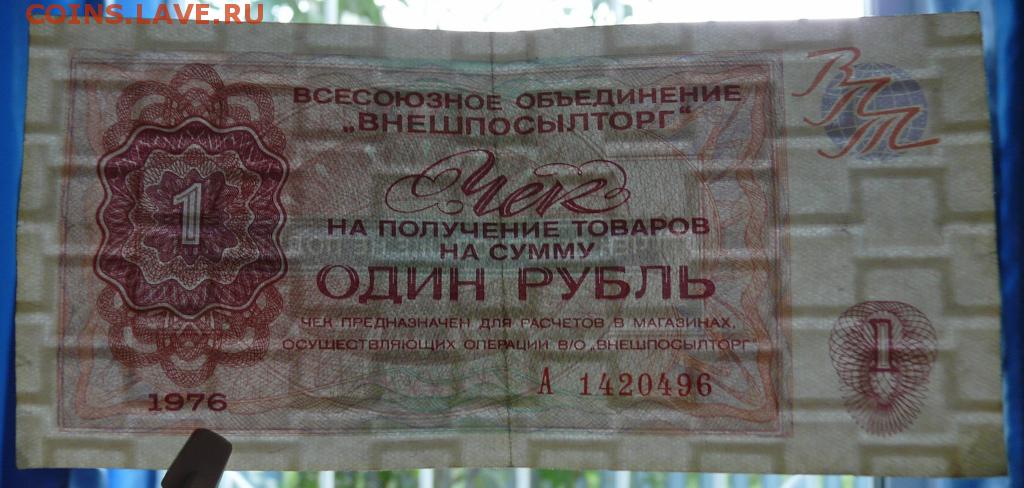 COINS.LAVE.RU
ВСЕСОЮЗНОЕ ОБЪЕДИНЕНИЕ
„ВНЕШПОСЫЛТОРГ“
ВПТ
Чек
1
НА ПОЛУЧЕНИЕ ТОВАРОВ
НА СУММУ
ОДИН РУБЛЬ
ЧЕК ПРЕДНАЗНАЧЕН ДЛЯ РАСЧЕТОВ В МАГАЗИНАХ,
ОСУЩЕСТВЛЯЮЩИХ ОПЕРАЦИИ В/О „ВНЕШПОСЫЛТОРГ“
1
А 1420496
1976